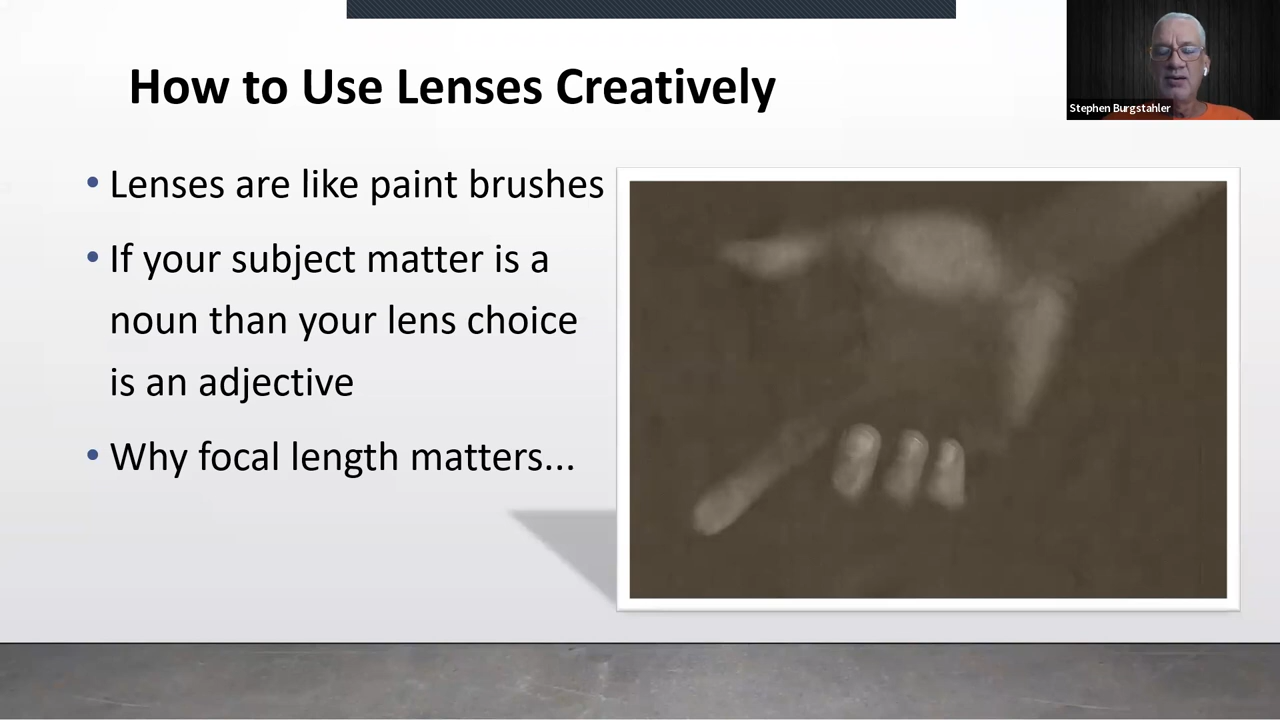 How to Use Lenses Creatively
Stephen Burgstahler
• Lenses are like paint brushes
• If your subject matter is a
noun than your lens choice
is an adjective
• Why focal length matters...